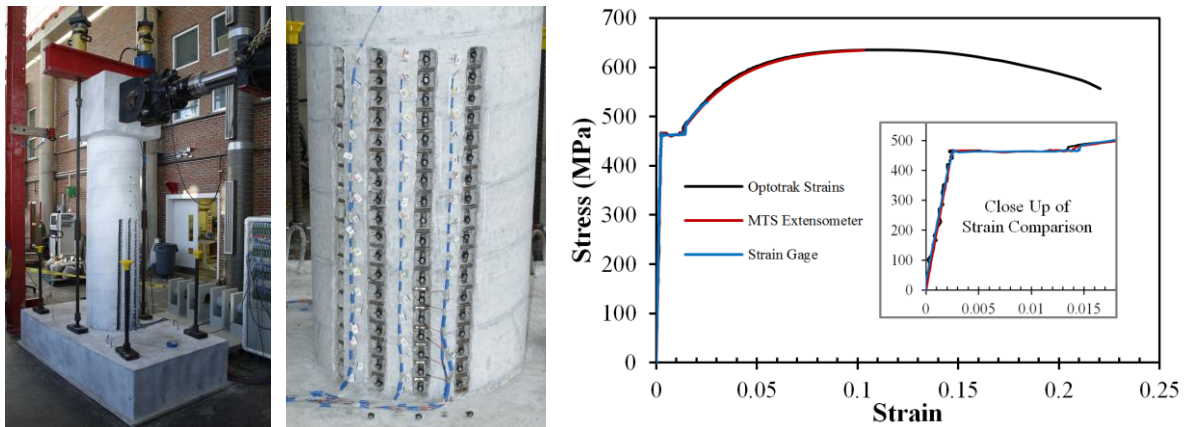 700
600
500
400
300
200
100
0
Stress (MPa)
Optotrak Strains
MTS Extensometer
Strain Gage
500
400
300
200
100
0
Close Up of
Strain Comparison
0 0.005 0.01 0.015
0 0.05 0.1 0.15 0.2 0.25
Strain